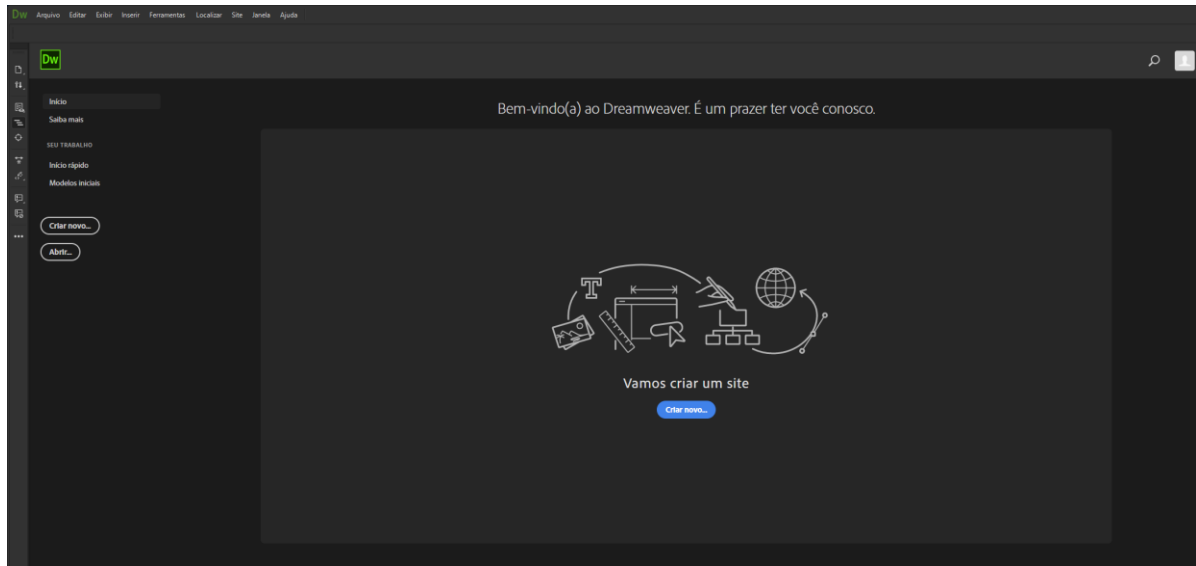 Dw Arquivo Editar Exibir Inserir Ferramentas Localizar Site Janela Ajuda
Dw
Início
Saiba mais
SEU TRABALHO
Início rápido
Modelos iniciais
Criar novo...
Abrir...
Bem-vindo(a) ao Dreamweaver. É um prazer ter você conosco.
T
Vamos criar um site
Criar novo...